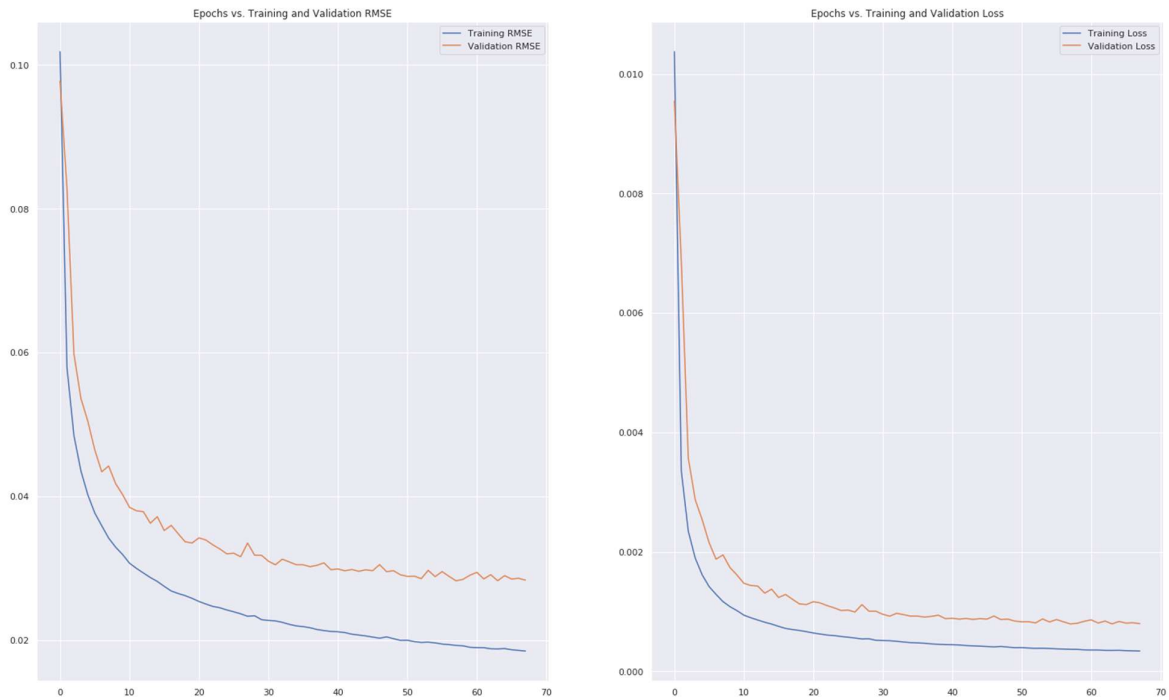 Epochs vs. Training and Validation RMSE
Training RMSE
Validation RMSE
0.10
0.08
0.06
0.04
0.02
0 10 20 30 40 50 60 70
Epochs vs. Training and Validation Loss
Training Loss
Validation Loss
0.010
0.008
0.006
0.004
0.002
0.000
0 10 20 30 40 50 60 70